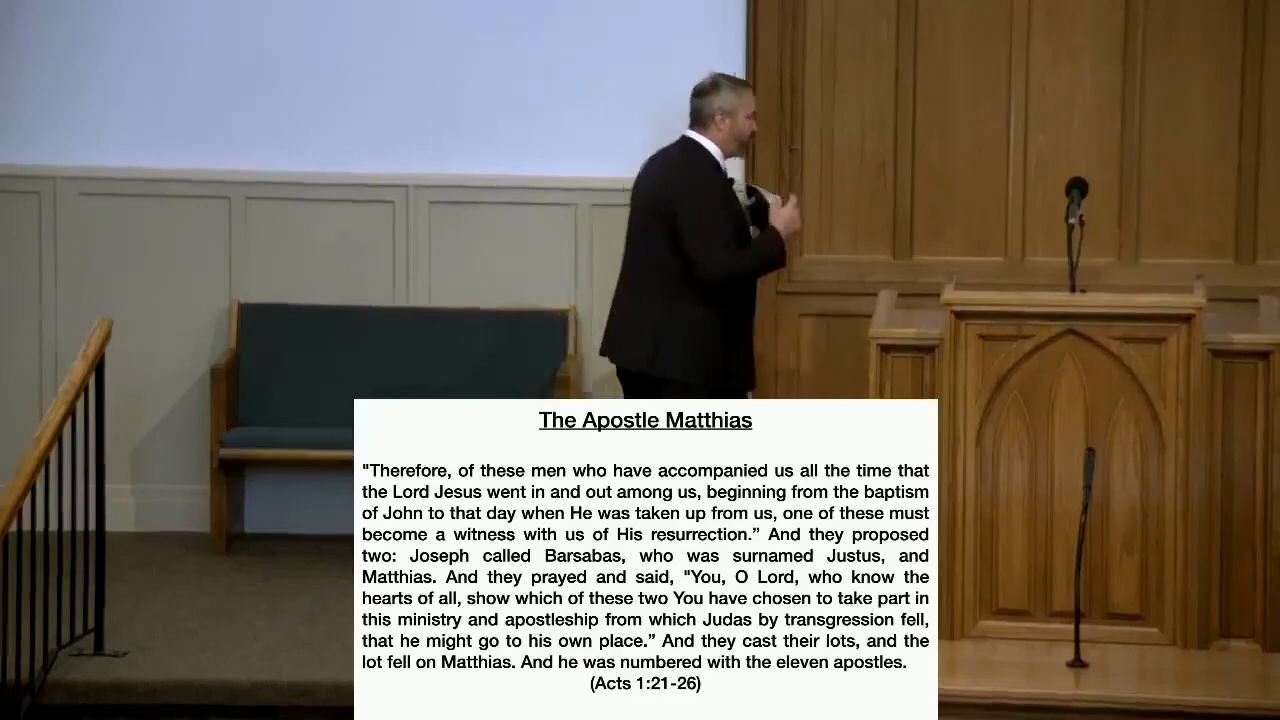 The Apostle Matthias
"Therefore, of these men who have accompanied us all the time that
the Lord Jesus went in and out among us, beginning from the baptism
of John to that day when He was taken up from us, one of these must
become a witness with us of His resurrection.” And they proposed
two: Joseph called Barsabas, who was surnamed Justus, and
Matthias. And they prayed and said, "You, O Lord, who know the
hearts of all, show which of these two You have chosen to take part in
this ministry and apostleship from which Judas by transgression fell,
that he might go to his own place.” And they cast their lots, and the
lot fell on Matthias. And he was numbered with the eleven apostles.
(Acts 1:21-26)